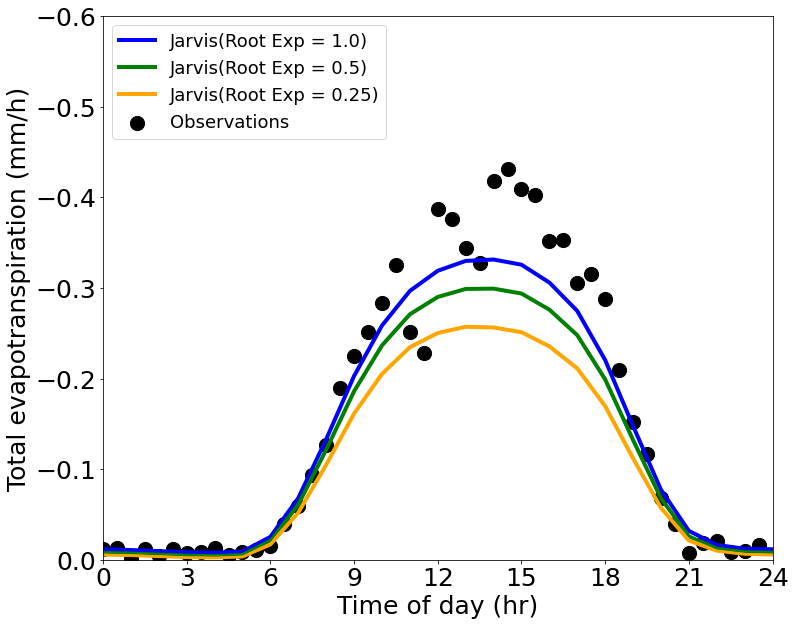 Jarvis(Root Exp = 1.0)
Jarvis(Root Exp = 0.5)
Jarvis(Root Exp = 0.25)
Observations
Total evapotranspiration (mm/h)
−0.6
−0.5
−0.4
−0.3
−0.2
−0.1
0.0
0 3 6 9 12 15 18 21 24
Time of day (hr)